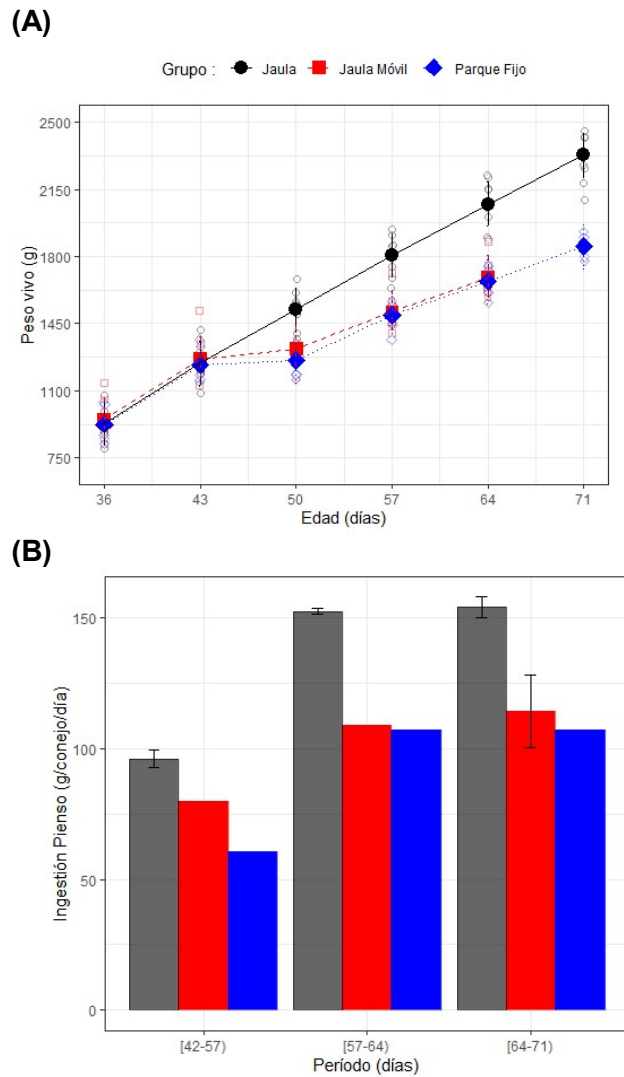 (A)
Grupo : Jaula Jaula Móvil Parque Fijo
2500
2150
1800
1450
1100
750
Peso vivo (g)
36 43 50 57 64 71
Edad (días)
(B)
150
100
50
0
Ingestión Pienso (g/conejo/día)
[42-57) [57-64) [64-71)
Período (días)